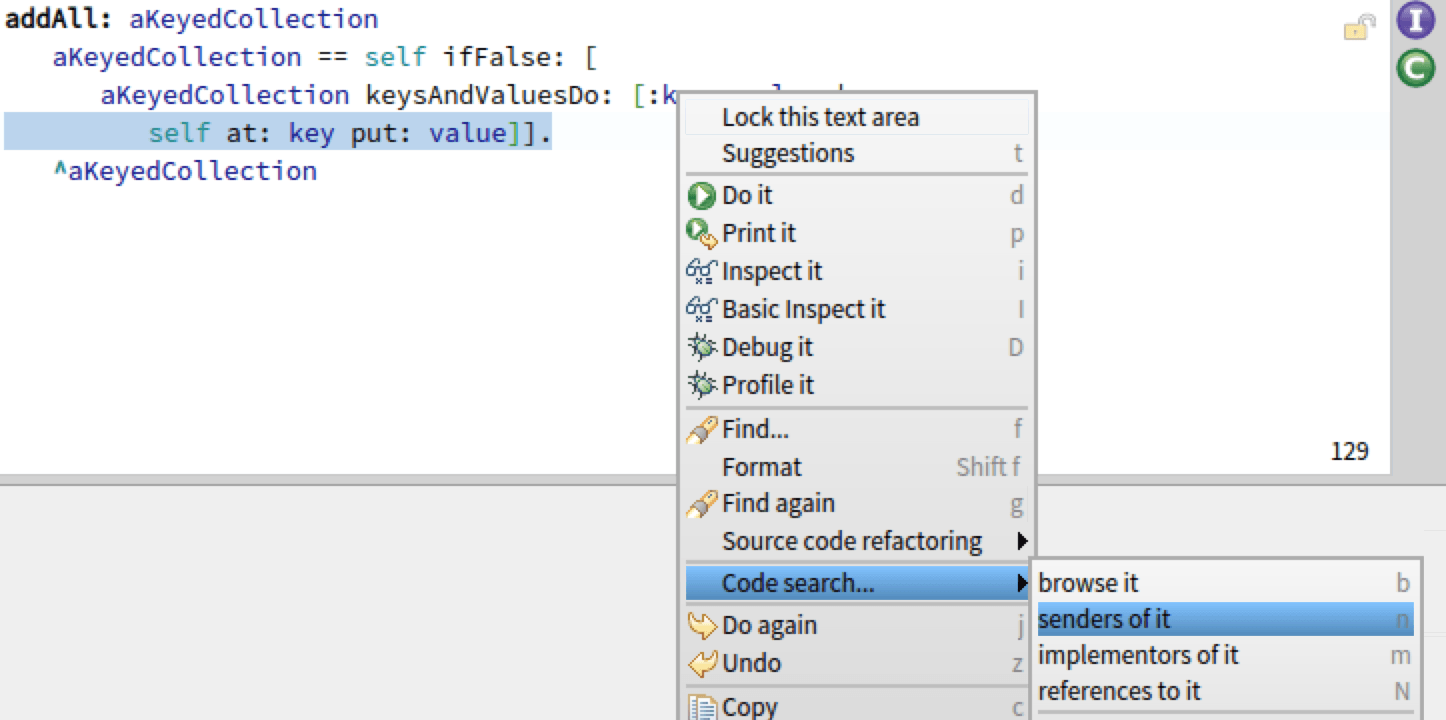 addAll: aKeyedCollection
aKeyedCollection == self ifFalse: [
aKeyedCollection keysAndValuesDo: [:k
self at: key put: value]].
^aKeyedCollection
I
C
129
Lock this text area
Suggestions t
Do it d
Print it p
Inspect it i
Basic Inspect it I
Debug it D
Profile it
Find... f
Format Shift f
Find again g
Source code refactoring
Code search...
Do again j
Undo z
Copy c
browse it b
senders of it n
implementors of it m
references to it N